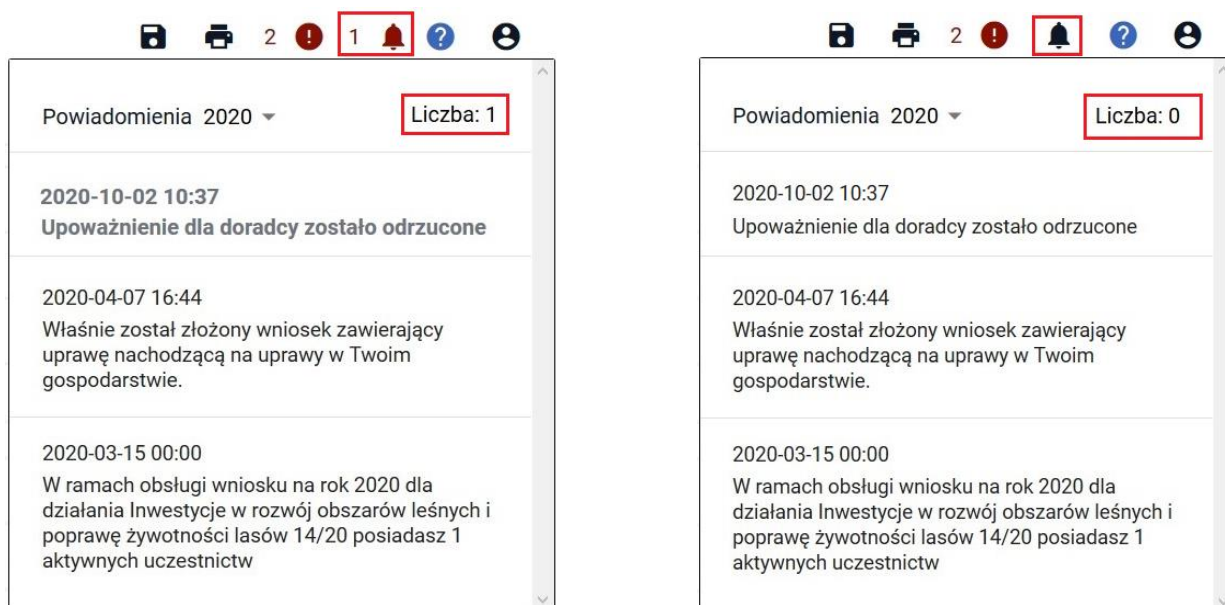 2 ! 1 ?
Powiadomienia 2020 Liczba: 1
2020-10-02 10:37
Upoważnienie dla doradcy zostało odrzucone
2020-04-07 16:44
Właśnie został złożony wniosek zawierający
uprawę nachodzącą na uprawy w Twoim
gospodarstwie.
2020-03-15 00:00
W ramach obsługi wniosku na rok 2020 dla
działania Inwestycje w rozwój obszarów leśnych i
poprawę żywotności lasów 14/20 posiadasz 1
aktywnych uczestnictw
2 ! ?
Powiadomienia 2020 Liczba: 0
2020-10-02 10:37
Upoważnienie dla doradcy zostało odrzucone
2020-04-07 16:44
Właśnie został złożony wniosek zawierający
uprawę nachodzącą na uprawy w Twoim
gospodarstwie.
2020-03-15 00:00
W ramach obsługi wniosku na rok 2020 dla
działania Inwestycje w rozwój obszarów leśnych i
poprawę żywotności lasów 14/20 posiadasz 1
aktywnych uczestnictw